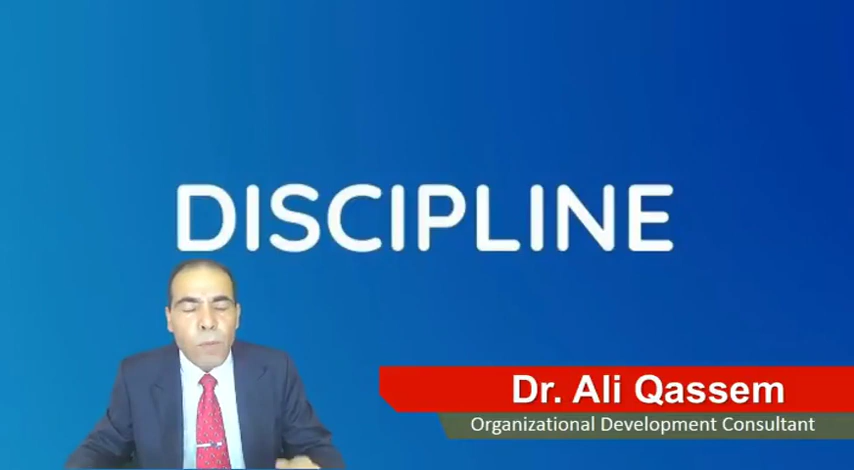 DISCIPLINE
Dr. Ali Qassem
Organizational Development Consultant